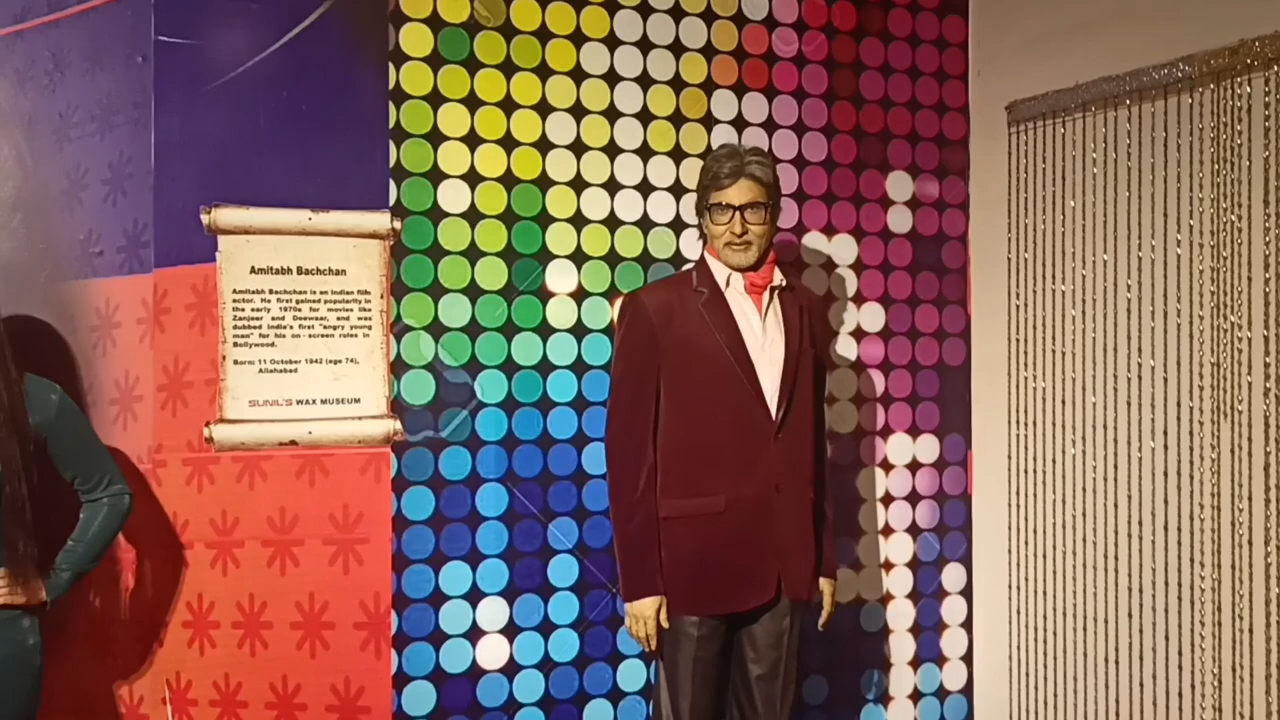 Amitabh Bachchan
Amitabh Bachchan is an Indian film
actor. He first gained popularity in
the early 1970s for movies like
Zanjeer and Deewaar, and was
dubbed India's first "angry young
man" for his on-screen roles in
Bollywood.
Born: 11 October 1942 (age 74),
Allahabad
SUNIL'S WAX MUSEUM